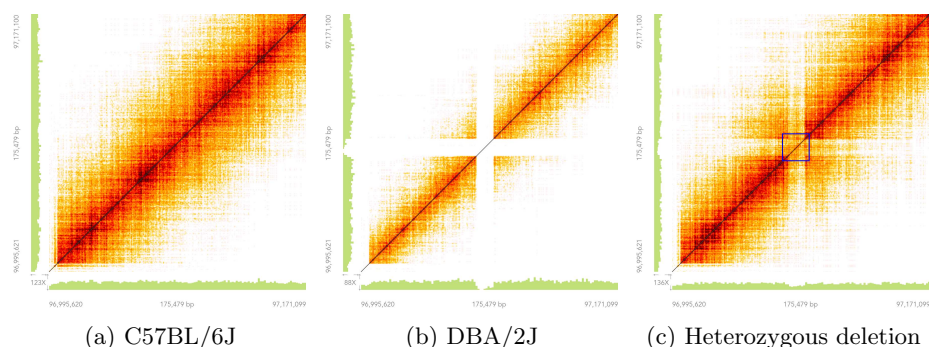 97,171,100
175,479 bp
96,995,621
123X
96,995,620
175,479 bp
97,171,099
(a) C57BL/6J
97,171,100
175,479 bp
96,995,621
88X
96,995,620
175,479 bp
97,171,099
(b) DBA/2J
97,171,100
175,479 bp
96,995,621
136X
96,995,620
175,479 bp
97,171,099
(c) Heterozygous deletion